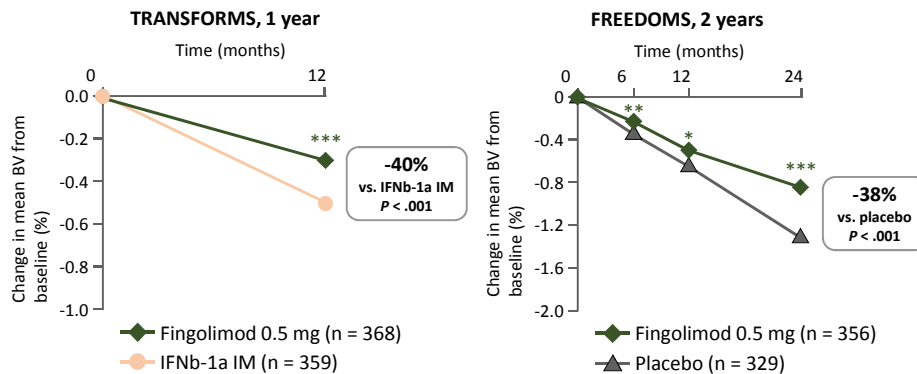 TRANSFORMS, 1 year
Time (months)
0
12
0.0
-0.2
-0.4
-0.6
-0.8
-1.0
Change in mean BV from
baseline (%)
***
-40%
vs. IFNb-1a IM
P < .001
Fingolimod 0.5 mg (n = 368)
IFNb-1a IM (n = 359)
FREEDOMS, 2 years
Time (months)
0
6
12
24
0
-0.4
-0.8
-1.2
-1.6
-2.0
Change in mean BV from
baseline (%)
**
*
***
-38%
vs. placebo
P < .001
Fingolimod 0.5 mg (n = 356)
Placebo (n = 329)